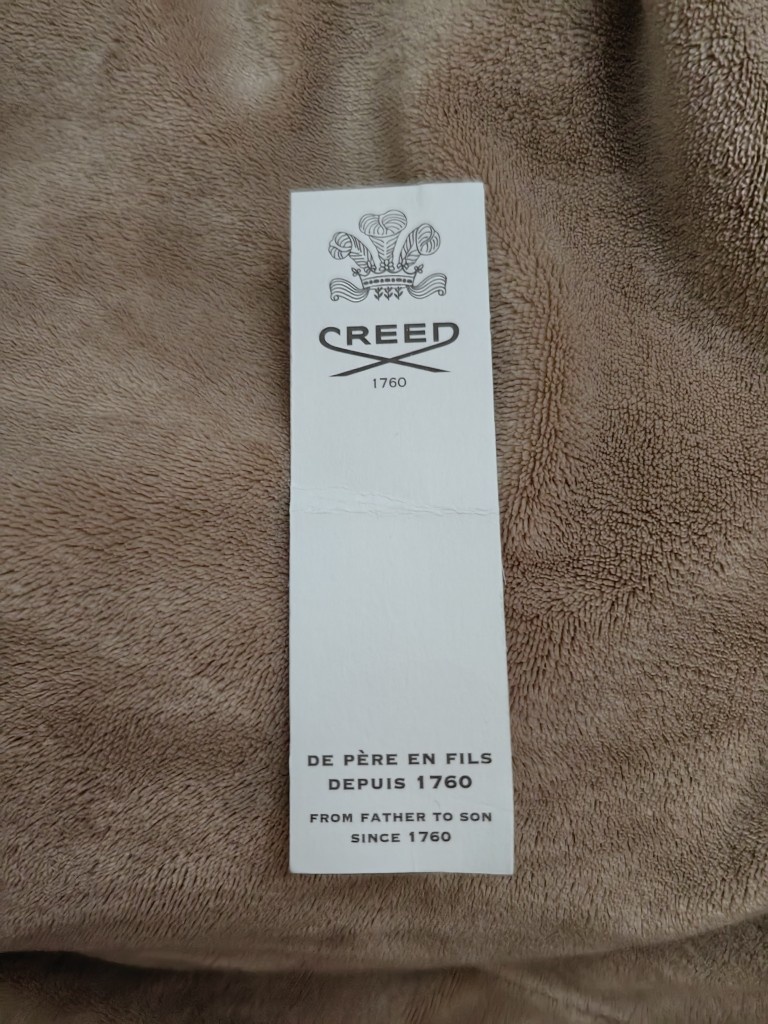 CREED
1760
DE PÈRE EN FILS
DEPUIS 1760
FROM FATHER TO SON
SINCE 1760